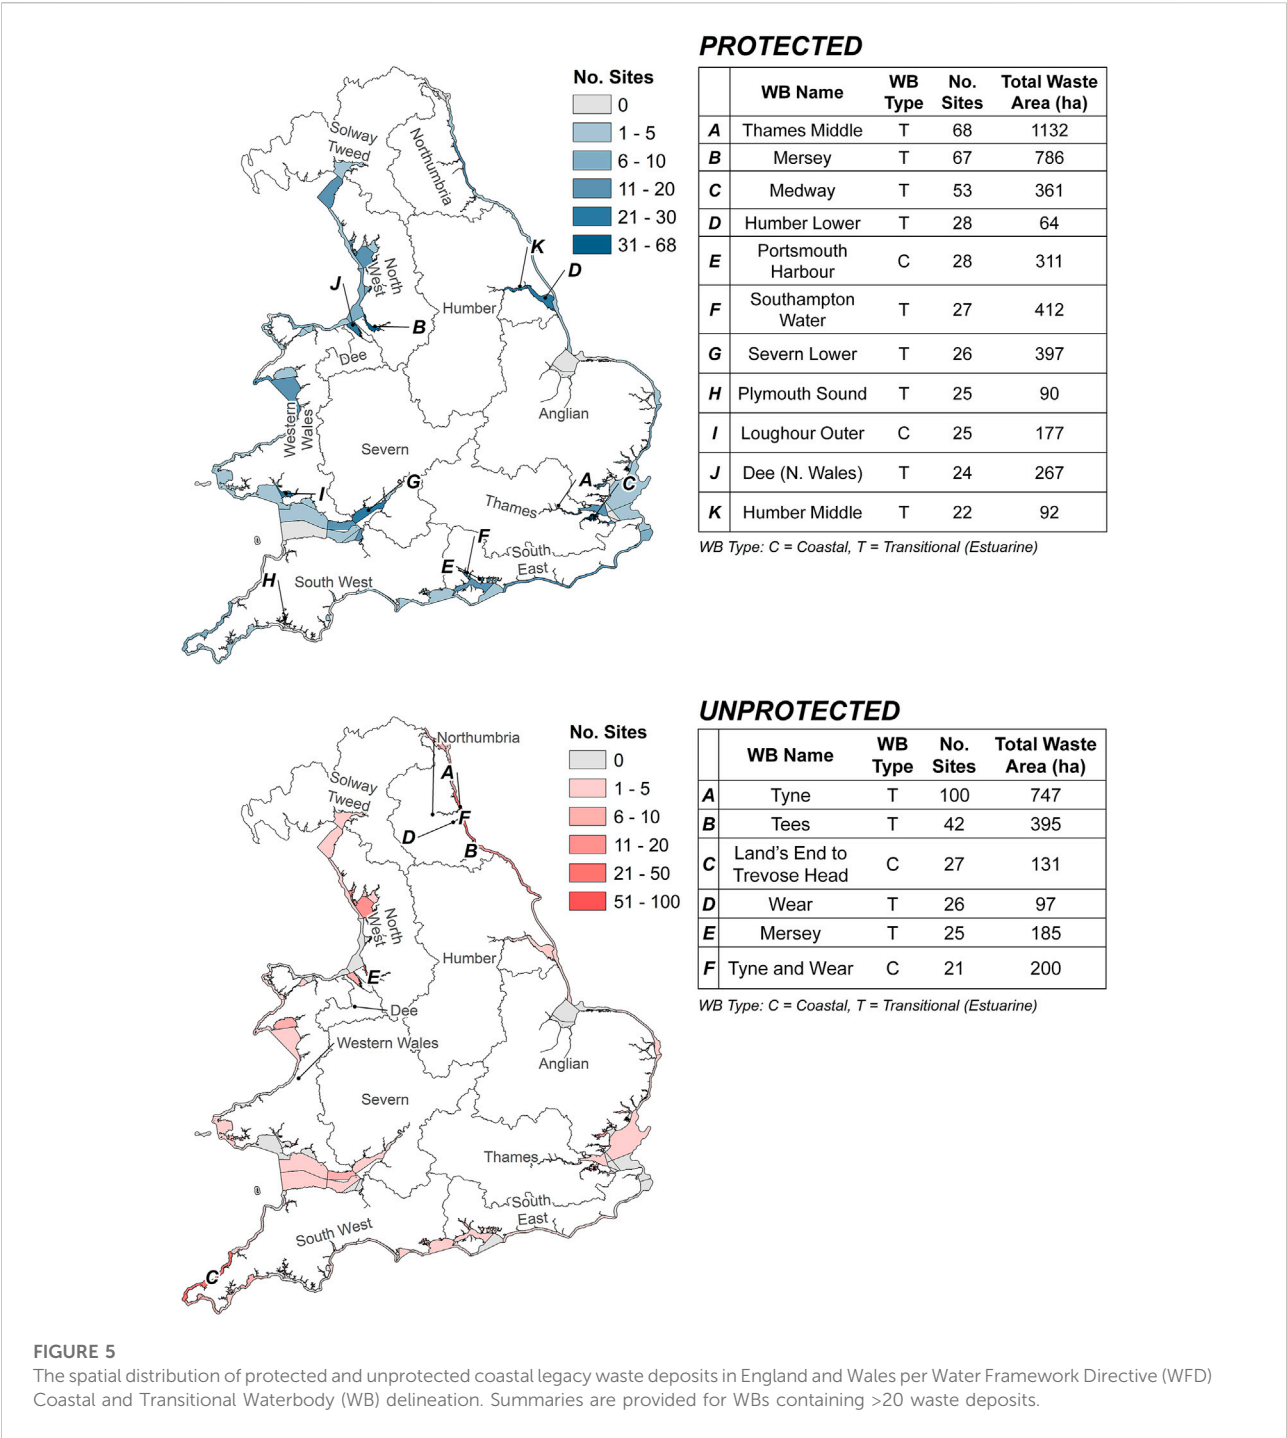 PROTECTED
No. Sites
0
1 - 5
6 - 10
11 - 20
21 - 30
31 - 68
Solway
Tweed
Northumbria
North
West
Humber
Dee
Western
Wales
Severn
Anglian
Thames
South
East
South West
K
D
J
B
I
G
A
C
F
E
H
WB Name WB Type No. Sites Total Waste Area (ha)
A Thames Middle T 68 1132
B Mersey T 67 786
C Medway T 53 361
D Humber Lower T 28 64
E Portsmouth Harbour C 28 311
F Southampton Water T 27 412
G Severn Lower T 26 397
H Plymouth Sound T 25 90
I Loughour Outer C 25 177
J Dee (N. Wales) T 24 267
K Humber Middle T 22 92
WB Type: C = Coastal, T = Transitional (Estuarine)
UNPROTECTED
No. Sites
0
1 - 5
6 - 10
11 - 20
21 - 50
51 - 100
Northumbria
Solway
Tweed
A
F
D
B
North
West
Humber
E
Dee
Western Wales
Anglian
Severn
Thames
South
East
South West
C
WB Name WB Type No. Sites Total Waste Area (ha)
A Tyne T 100 747
B Tees T 42 395
C Land's End to Trevose Head C 27 131
D Wear T 26 97
E Mersey T 25 185
F Tyne and Wear C 21 200
WB Type: C = Coastal, T = Transitional (Estuarine)
FIGURE 5
The spatial distribution of protected and unprotected coastal legacy waste deposits in England and Wales per Water Framework Directive (WFD)
Coastal and Transitional Waterbody (WB) delineation. Summaries are provided for WBs containing >20 waste deposits.